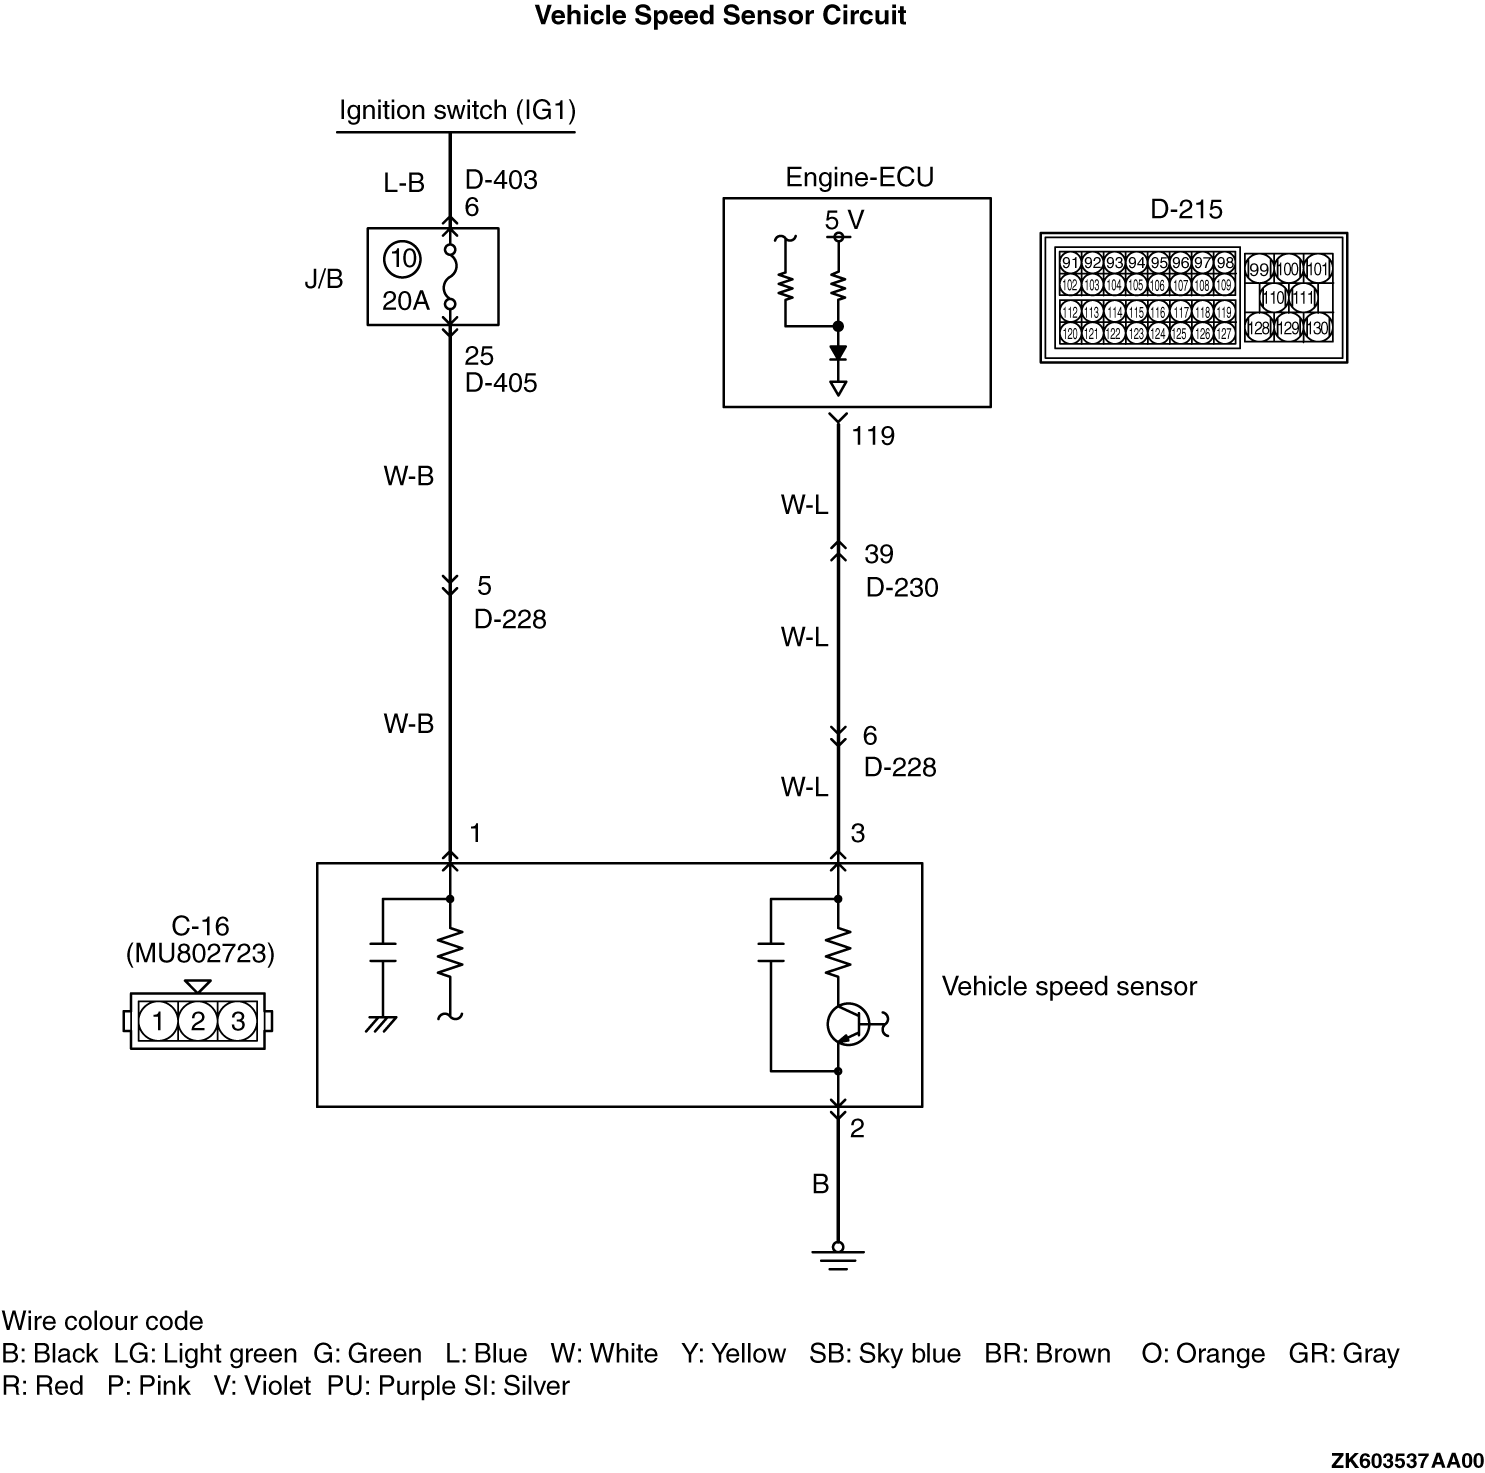 Vehicle Speed Sensor Circuit
Ignition switch (IG1)
L-B
D-403
6
J/B
10
20A
25
D-405
W-B
5
D-228
W-B
1
Engine-ECU
5 V
119
W-L
39
D-230
W-L
6
D-228
W-L
3
D-215
91 92 93 94 95 96 97 98 99 100 101
102 103 104 105 106 107 108 109 110 111
112 113 114 115 116 117 118 119
120 121 122 123 124 125 126 127 128 129 130
C-16
(MU802723)
1 2 3
Vehicle speed sensor
2
B
Wire colour code
B: Black LG: Light green G: Green L: Blue W: White Y: Yellow SB: Sky blue BR: Brown O: Orange GR: Gray
R: Red P: Pink V: Violet PU: Purple SI: Silver
ZK603537AA00